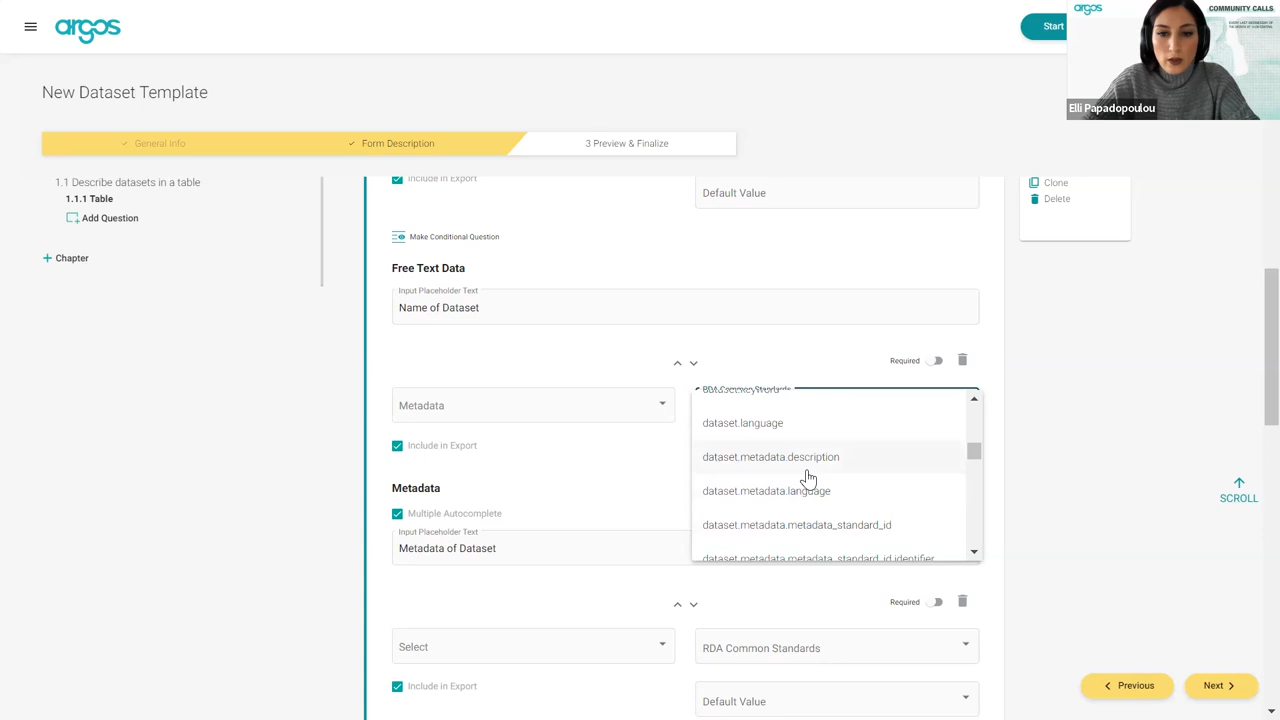 argos
Start
argos
COMMUNITY CALLS
Elli Papadopoulou
New Dataset Template
General Info
Form Description
3 Preview & Finalize
1.1 Describe datasets in a table
1.1.1 Table
Add Question
Chapter
Include in Export
Default Value
Clone
Delete
Make Conditional Question
Free Text Data
Input Placeholder Text
Name of Dataset
Required
Metadata
RDA Common Standards
dataset.language
dataset.metadata.description
dataset.metadata.language
dataset.metadata.metadata_standard_id
dataset.metadata.metadata_standard_id.identifier
Include in Export
Metadata
Multiple Autocomplete
Input Placeholder Text
Metadata of Dataset
SCROLL
Required
Select
RDA Common Standards
Include in Export
Default Value
Previous
Next